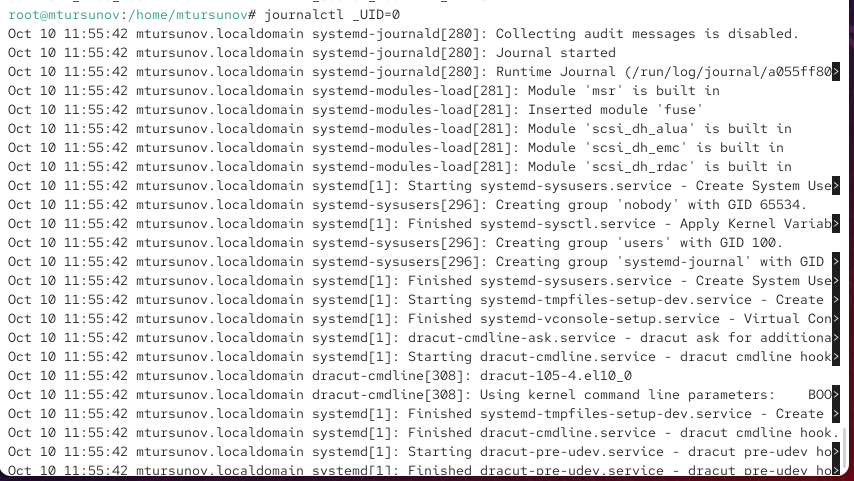 root@mtursunov:/home/mtursunov# journalctl _UID=0
Oct 10 11:55:42 mtursunov.localdomain systemd-journald[280]: Collecting audit messages is disabled.
Oct 10 11:55:42 mtursunov.localdomain systemd-journald[280]: Journal started
Oct 10 11:55:42 mtursunov.localdomain systemd-journald[280]: Runtime Journal (/run/log/journal/a055ff80>
Oct 10 11:55:42 mtursunov.localdomain systemd-modules-load[281]: Module 'msr' is built in
Oct 10 11:55:42 mtursunov.localdomain systemd-modules-load[281]: Inserted module 'fuse'
Oct 10 11:55:42 mtursunov.localdomain systemd-modules-load[281]: Module 'scsi_dh_alua' is built in
Oct 10 11:55:42 mtursunov.localdomain systemd-modules-load[281]: Module 'scsi_dh_emc' is built in
Oct 10 11:55:42 mtursunov.localdomain systemd-modules-load[281]: Module 'scsi_dh_rdac' is built in
Oct 10 11:55:42 mtursunov.localdomain systemd[1]: Starting systemd-sysusers.service - Create System Use>
Oct 10 11:55:42 mtursunov.localdomain systemd-sysusers[296]: Creating group 'nobody' with GID 65534.
Oct 10 11:55:42 mtursunov.localdomain systemd[1]: Finished systemd-sysctl.service - Apply Kernel Variab>
Oct 10 11:55:42 mtursunov.localdomain systemd-sysusers[296]: Creating group 'users' with GID 100.
Oct 10 11:55:42 mtursunov.localdomain systemd-sysusers[296]: Creating group 'systemd-journal' with GID >
Oct 10 11:55:42 mtursunov.localdomain systemd[1]: Finished systemd-sysusers.service - Create System Use>
Oct 10 11:55:42 mtursunov.localdomain systemd[1]: Starting systemd-tmpfiles-setup-dev.service - Create >
Oct 10 11:55:42 mtursunov.localdomain systemd[1]: Finished systemd-vconsole-setup.service - Virtual Con>
Oct 10 11:55:42 mtursunov.localdomain systemd[1]: dracut-cmdline-ask.service - dracut ask for additiona>
Oct 10 11:55:42 mtursunov.localdomain systemd[1]: Starting dracut-cmdline.service - dracut cmdline hook>
Oct 10 11:55:42 mtursunov.localdomain dracut-cmdline[308]: dracut-105-4.el10_0
Oct 10 11:55:42 mtursunov.localdomain dracut-cmdline[308]: Using kernel command line parameters:    BOO>
Oct 10 11:55:42 mtursunov.localdomain systemd[1]: Finished systemd-tmpfiles-setup-dev.service - Create >
Oct 10 11:55:42 mtursunov.localdomain systemd[1]: Finished dracut-cmdline.service - dracut cmdline hook.
Oct 10 11:55:42 mtursunov.localdomain systemd[1]: Starting dracut-pre-udev.service - dracut pre-udev ho>
Oct 10 11:55:42 mtursunov.localdomain systemd[1]: Finished dracut-pre-udev.service - dracut pre-udev ho>